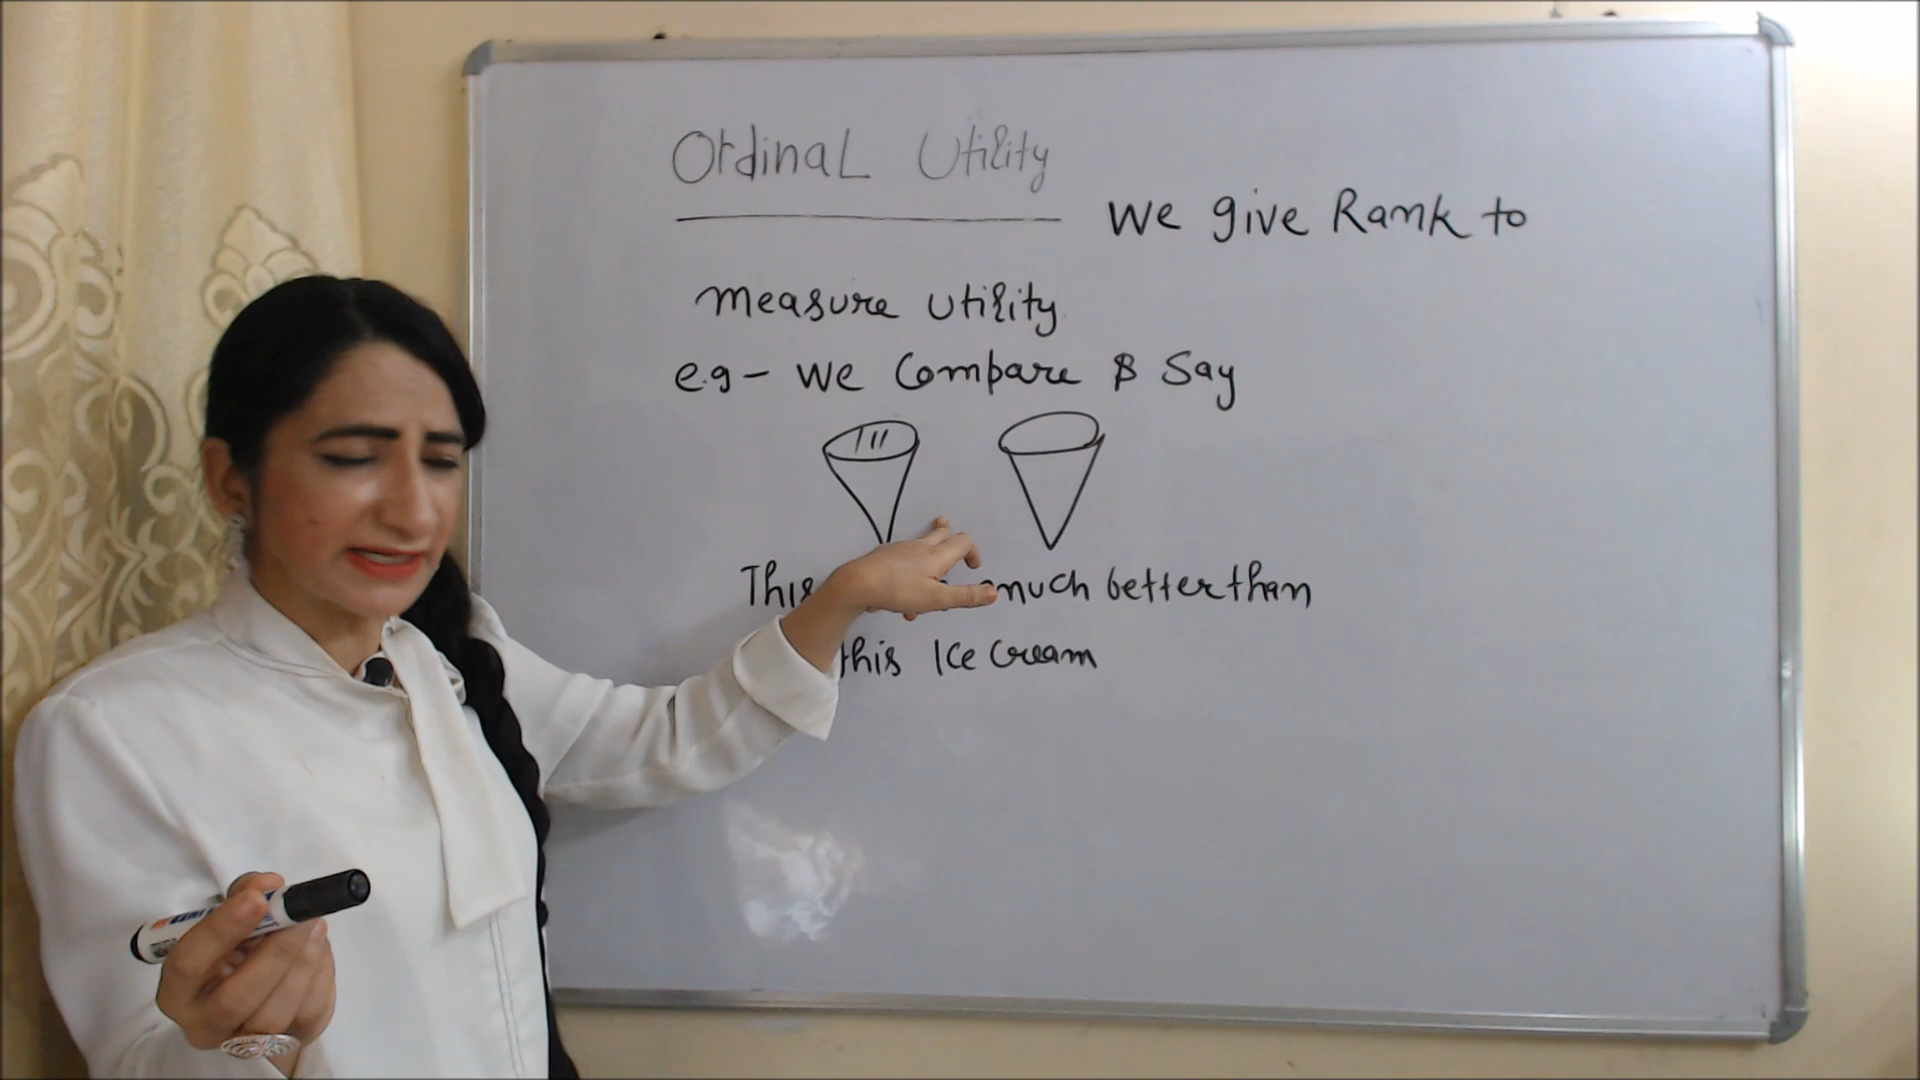 Ordinal Utility
We give Rank to
measure utility
e.g - we Compare & Say
This much better than
this Ice Cream